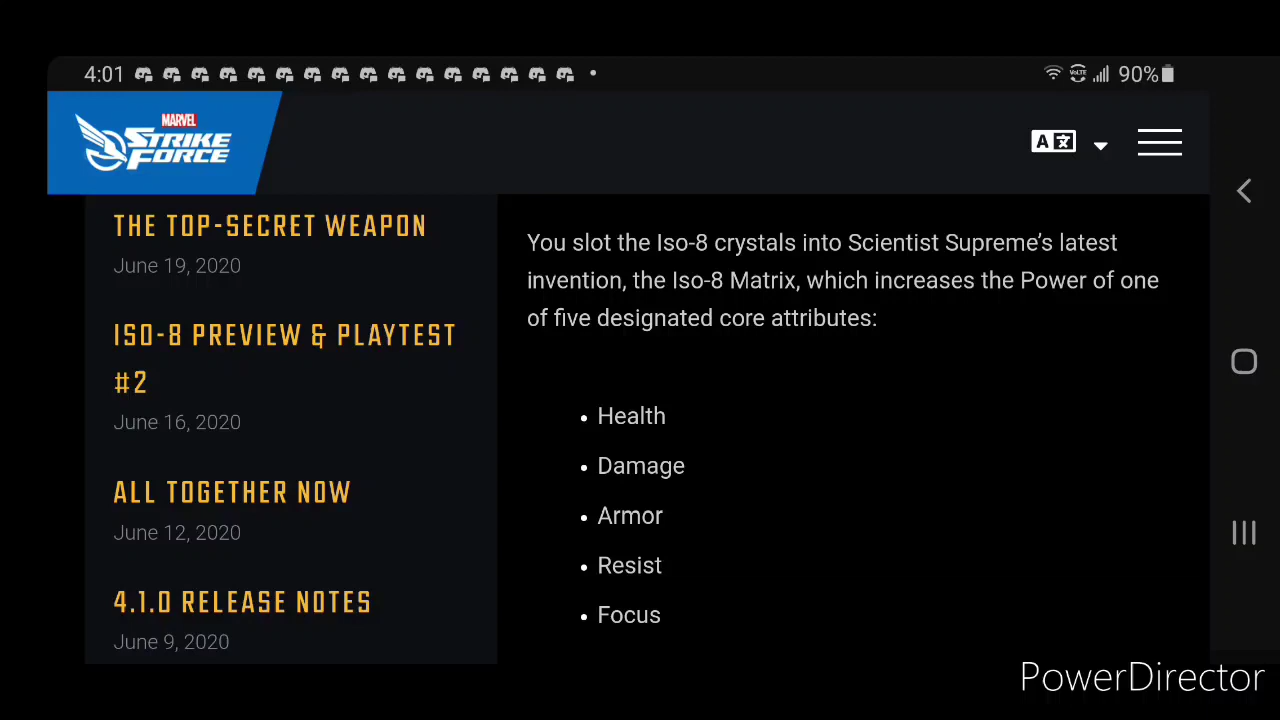 4:01
VoLTE
90%
MARVEL
STRIKE
FORCE
A 文
THE TOP-SECRET WEAPON
June 19, 2020
ISO-8 PREVIEW & PLAYTEST
#2
June 16, 2020
ALL TOGETHER NOW
June 12, 2020
4.1.0 RELEASE NOTES
June 9, 2020
You slot the Iso-8 crystals into Scientist Supreme’s latest
invention, the Iso-8 Matrix, which increases the Power of one
of five designated core attributes:
• Health
• Damage
• Armor
• Resist
• Focus
PowerDirector